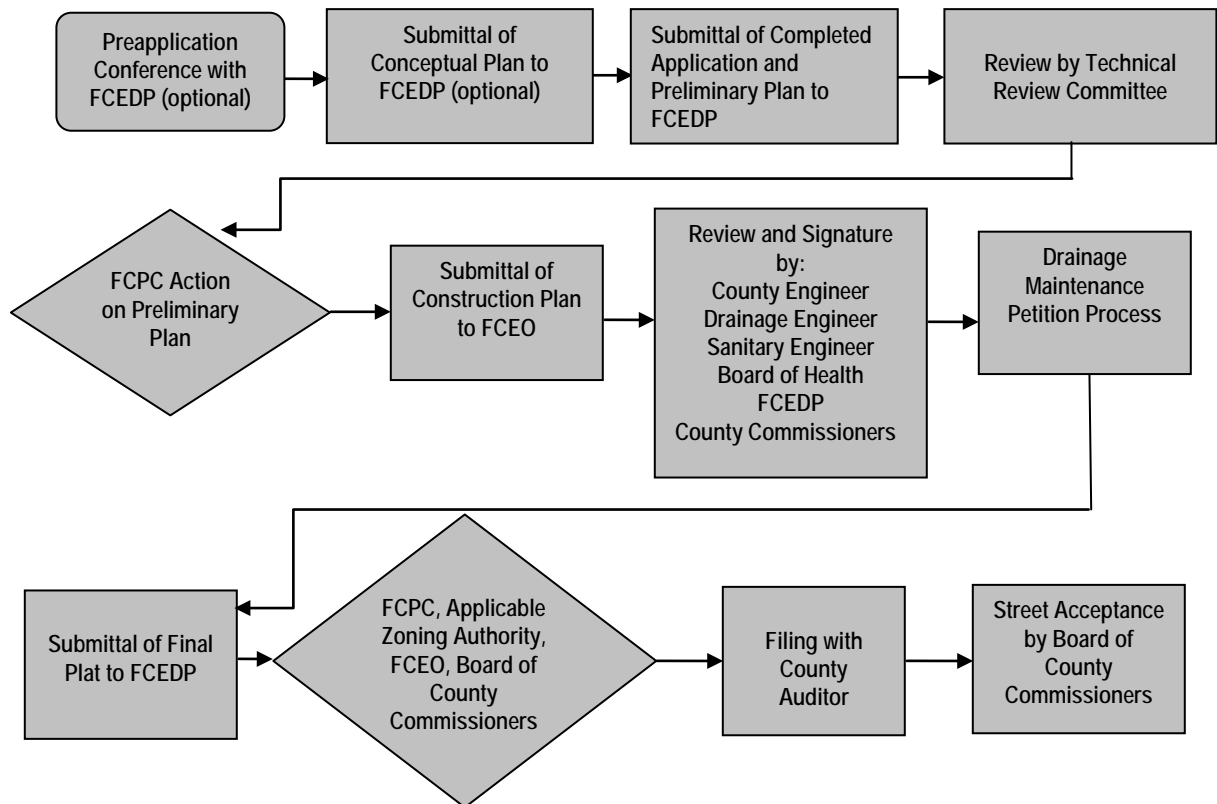 Preapplication
Conference with
FCEDP (optional)
Submittal of
Conceptual Plan to
FCEDP (optional)
Submittal of Completed
Application and
Preliminary Plan to
FCEDP
Review by Technical
Review Committee
FCPC Action
on Preliminary
Plan
Submittal of
Construction Plan
to FCEO
Review and Signature
by:
County Engineer
Drainage Engineer
Sanitary Engineer
Board of Health
FCEDP
County Commissioners
Drainage
Maintenance
Petition Process
Submittal of Final
Plat to FCEDP
FCPC, Applicable
Zoning Authority,
FCEO, Board of
County
Commissioners
Filing with
County
Auditor
Street Acceptance
by Board of
County
Commissioners